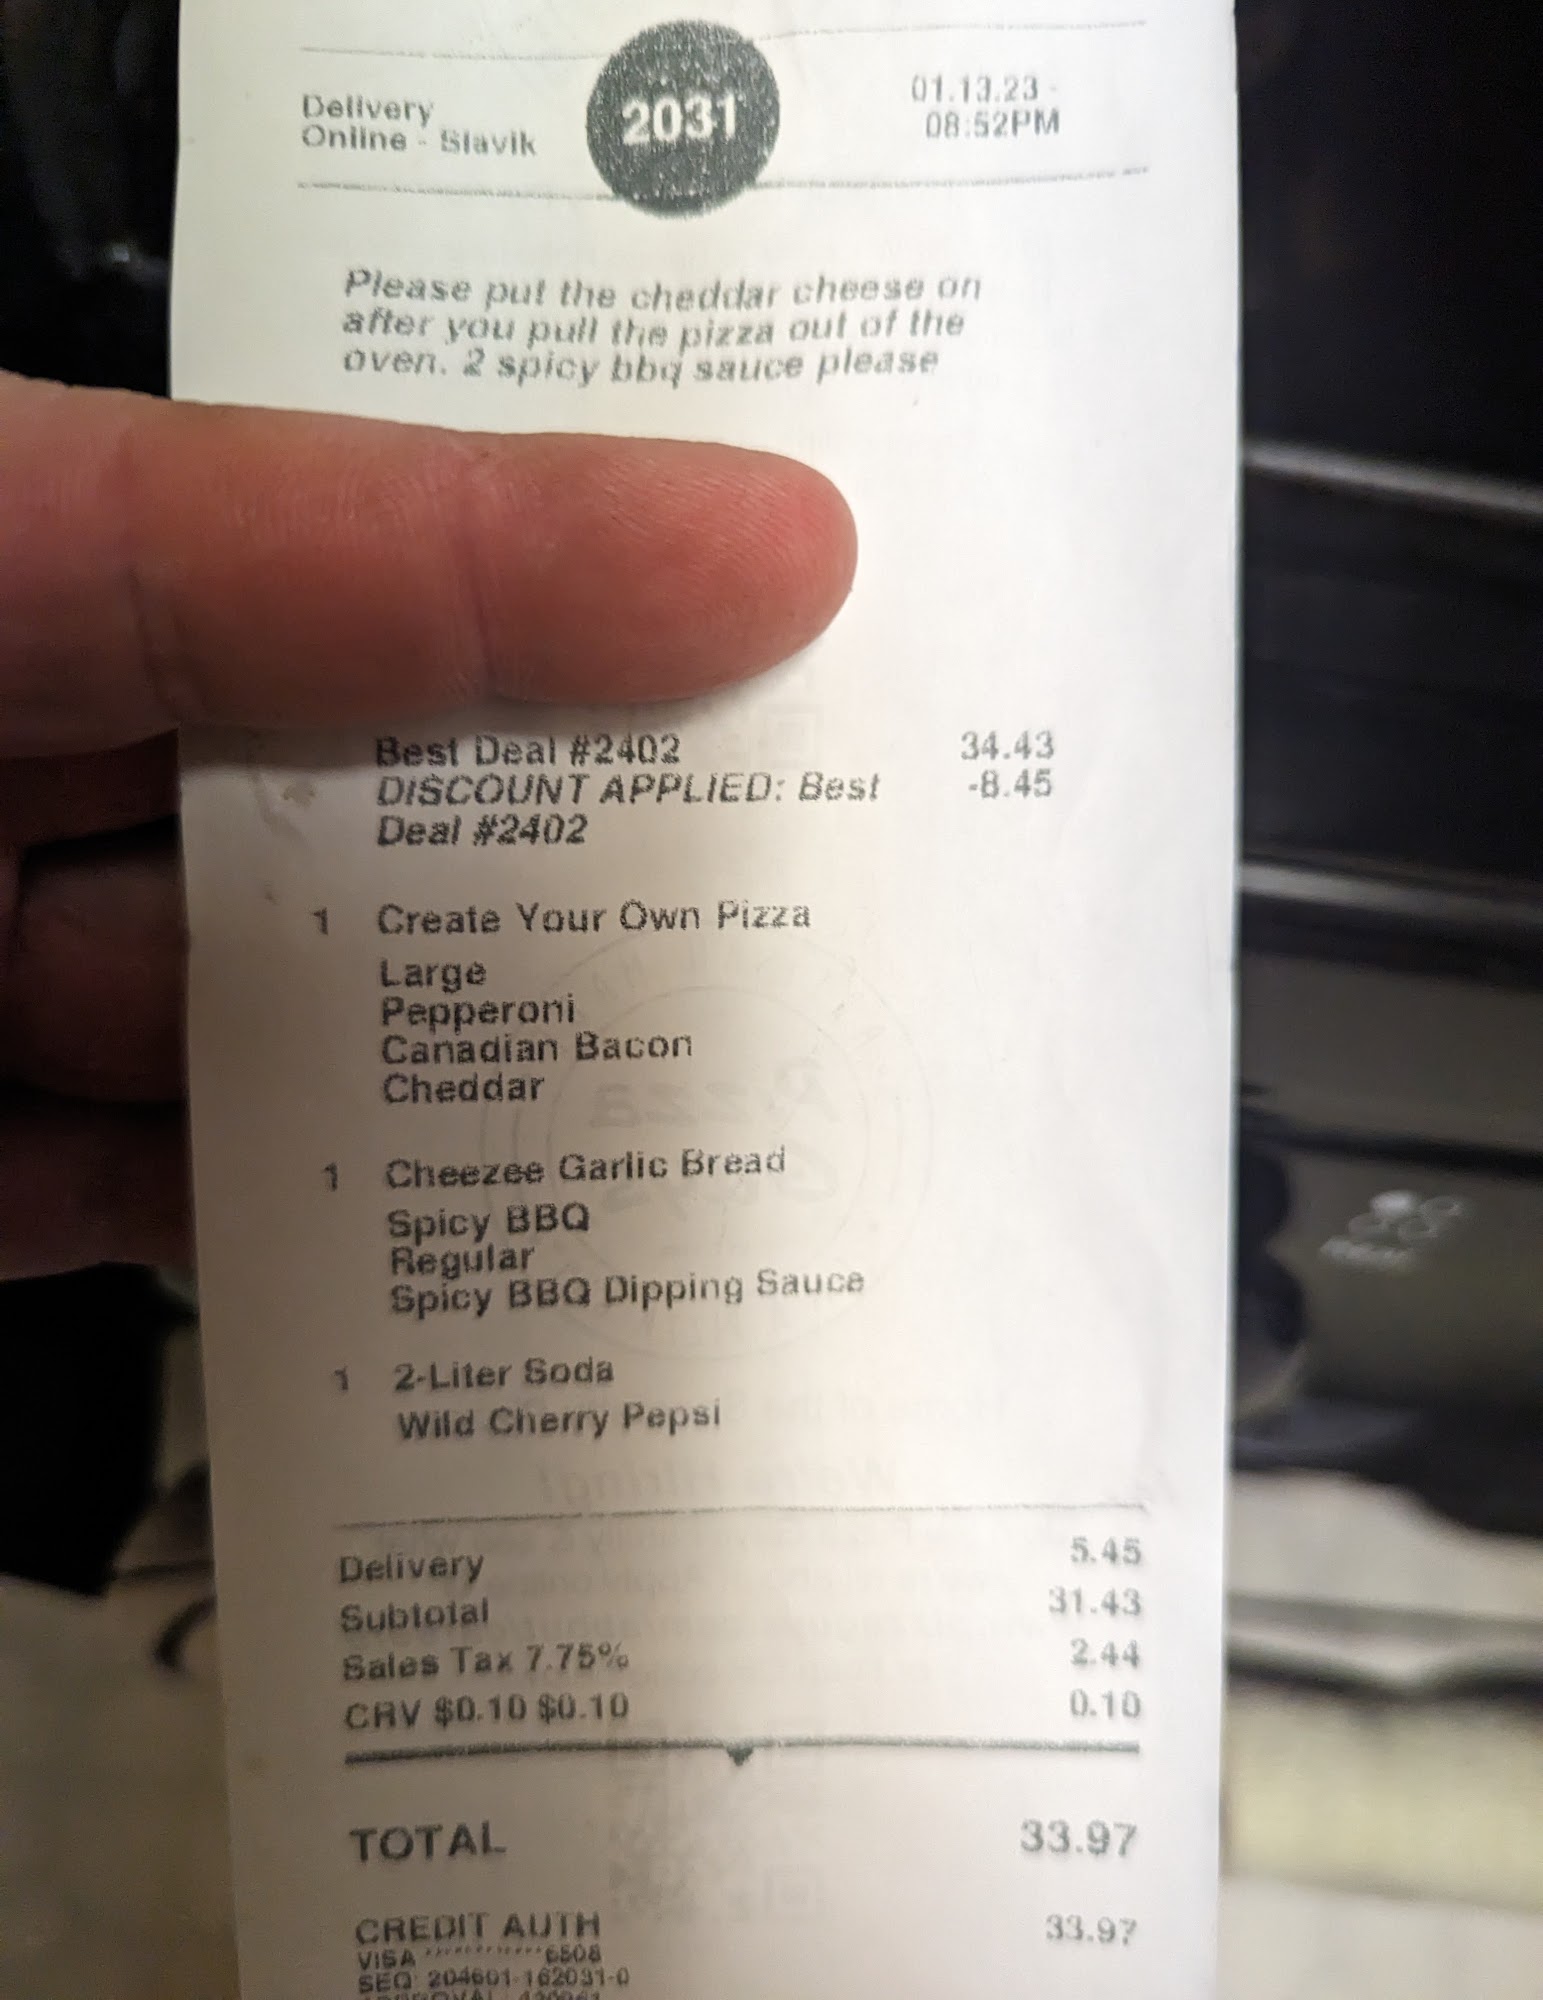 Delivery
Online - Slavik
2031
01.13.23 -
08:52PM
Please put the cheddar cheese on
after you pull the pizza out of the
oven. 2 spicy bbq sauce please
Best Deal #2402 34.43
DISCOUNT APPLIED: Best -8.45
Deal #2402
1 Create Your Own Pizza
Large
Pepperoni
Canadian Bacon
Cheddar
1 Cheezee Garlic Bread
Spicy BBQ
Regular
Spicy BBQ Dipping Sauce
1 2-Liter Soda
Wild Cherry Pepsi
Delivery 5.45
Subtotal 31.43
Sales Tax 7.75% 2.44
CRV $0.10 $0.10 0.10
TOTAL 33.97
CREDIT AUTH 33.97
VISA ************6508
SEQ: 204601-162031-0